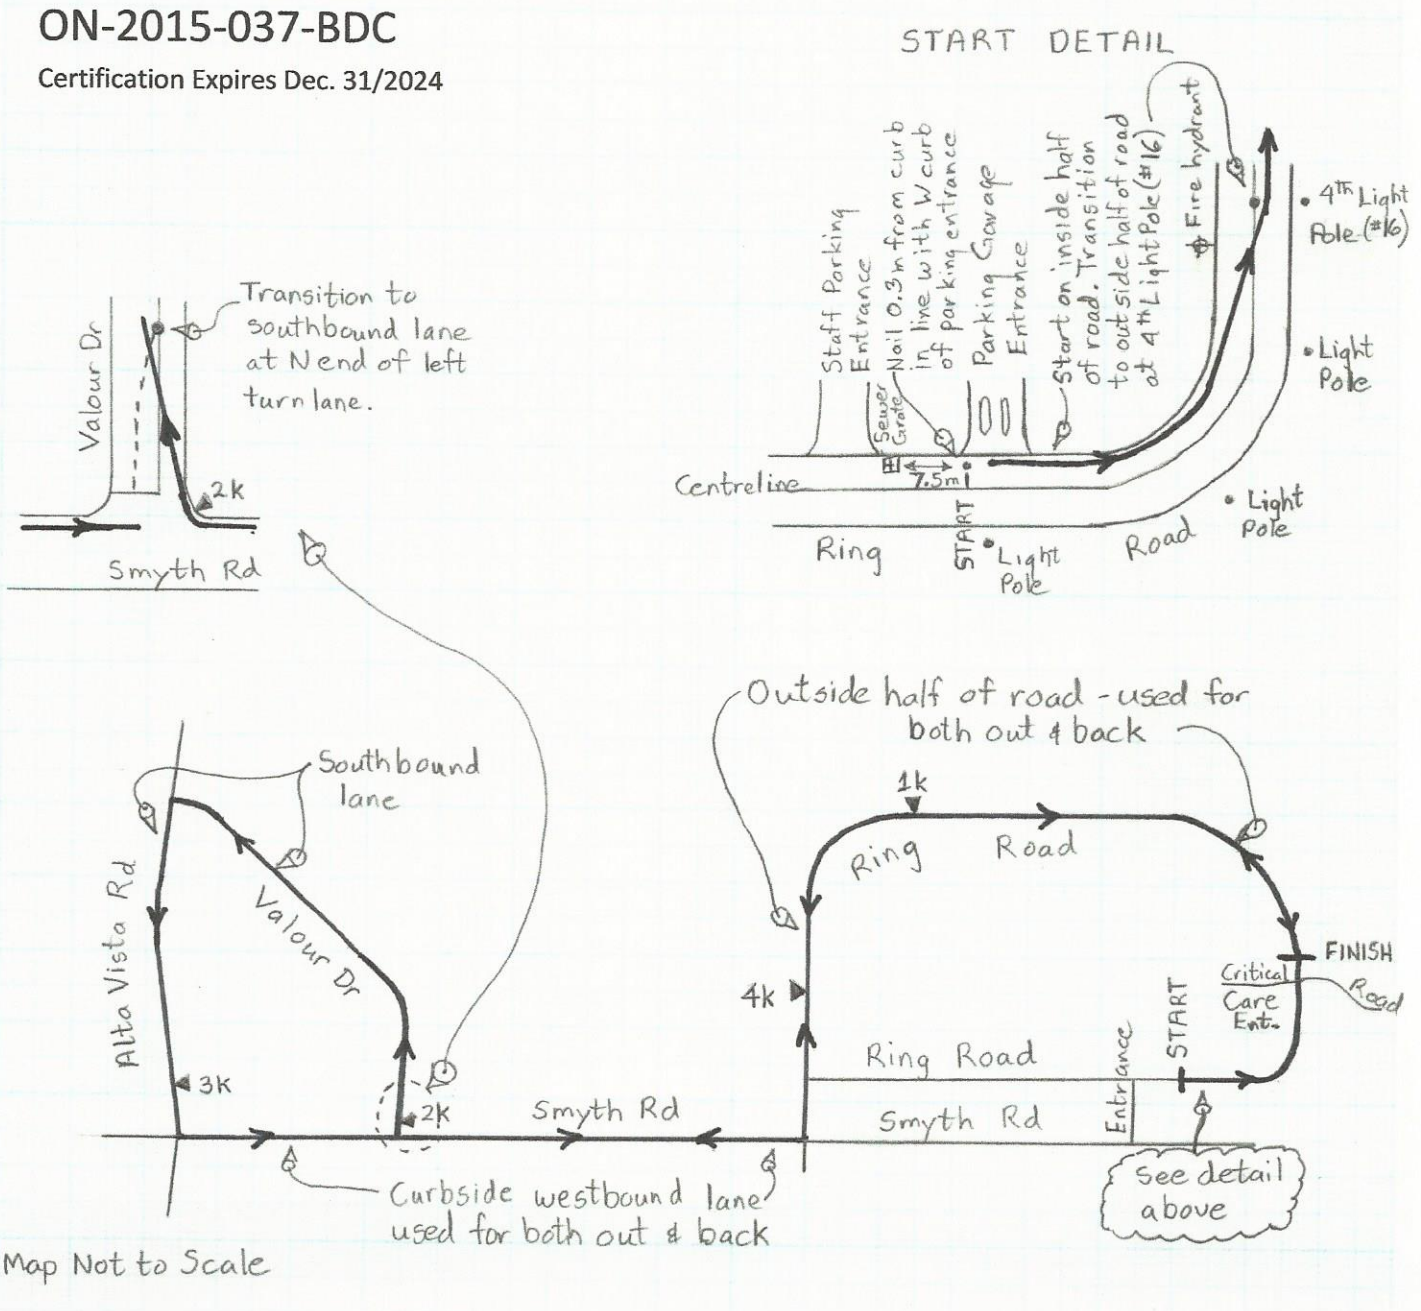 ON-2015-037-BDC
Certification Expires Dec. 31/2024
START DETAIL
Staff Parking
Entrance
Sewer
Grate
Nail 0.3m from curb
in line with W curb
of parking entrance
Parking Garage
Entrance
Start on inside half
of road. Transition
to outside half of road
at 4th Light Pole (#16)
Fire hydrant
4th Light
Pole (#16)
Light
Pole
Light
Pole
Light
Pole
7.5m
Centreline
START
Ring
Road
Transition to
southbound lane
at N end of left
turn lane.
Valour Dr
2k
Smyth Rd
Outside half of road - used for
both out & back
Southbound
lane
1k
Ring Road
Valour Dr
Alta Vista Rd
FINISH
Critical
Care
Ent.
Road
4k
START
Ring Road
Entrance
3k
2k
Smyth Rd
Smyth Rd
See detail
above
Curbside westbound lane
used for both out & back
Map Not to Scale